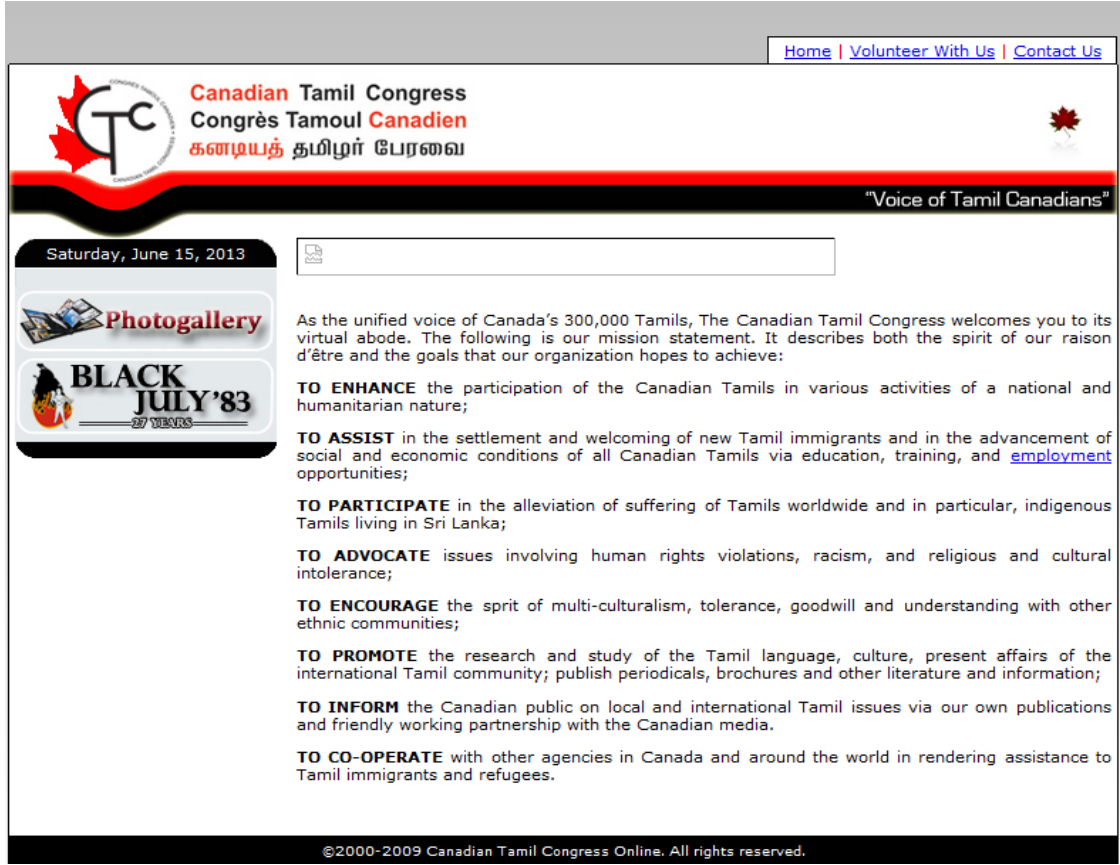 Home | Volunteer With Us | Contact Us
CTC
Canadian Tamil Congress
Congrès Tamoul Canadien
கனடியத் தமிழர் பேரவை
"Voice of Tamil Canadians"
Saturday, June 15, 2013
Photogallery
BLACK
JULY'83
27 YEARS
As the unified voice of Canada's 300,000 Tamils, The Canadian Tamil Congress welcomes you to its
virtual abode. The following is our mission statement. It describes both the spirit of our raison
d'être and the goals that our organization hopes to achieve:
TO ENHANCE the participation of the Canadian Tamils in various activities of a national and
humanitarian nature;
TO ASSIST in the settlement and welcoming of new Tamil immigrants and in the advancement of
social and economic conditions of all Canadian Tamils via education, training, and employment
opportunities;
TO PARTICIPATE in the alleviation of suffering of Tamils worldwide and in particular, indigenous
Tamils living in Sri Lanka;
TO ADVOCATE issues involving human rights violations, racism, and religious and cultural
intolerance;
TO ENCOURAGE the sprit of multi-culturalism, tolerance, goodwill and understanding with other
ethnic communities;
TO PROMOTE the research and study of the Tamil language, culture, present affairs of the
international Tamil community; publish periodicals, brochures and other literature and information;
TO INFORM the Canadian public on local and international Tamil issues via our own publications
and friendly working partnership with the Canadian media.
TO CO-OPERATE with other agencies in Canada and around the world in rendering assistance to
Tamil immigrants and refugees.
©2000-2009 Canadian Tamil Congress Online. All rights reserved.